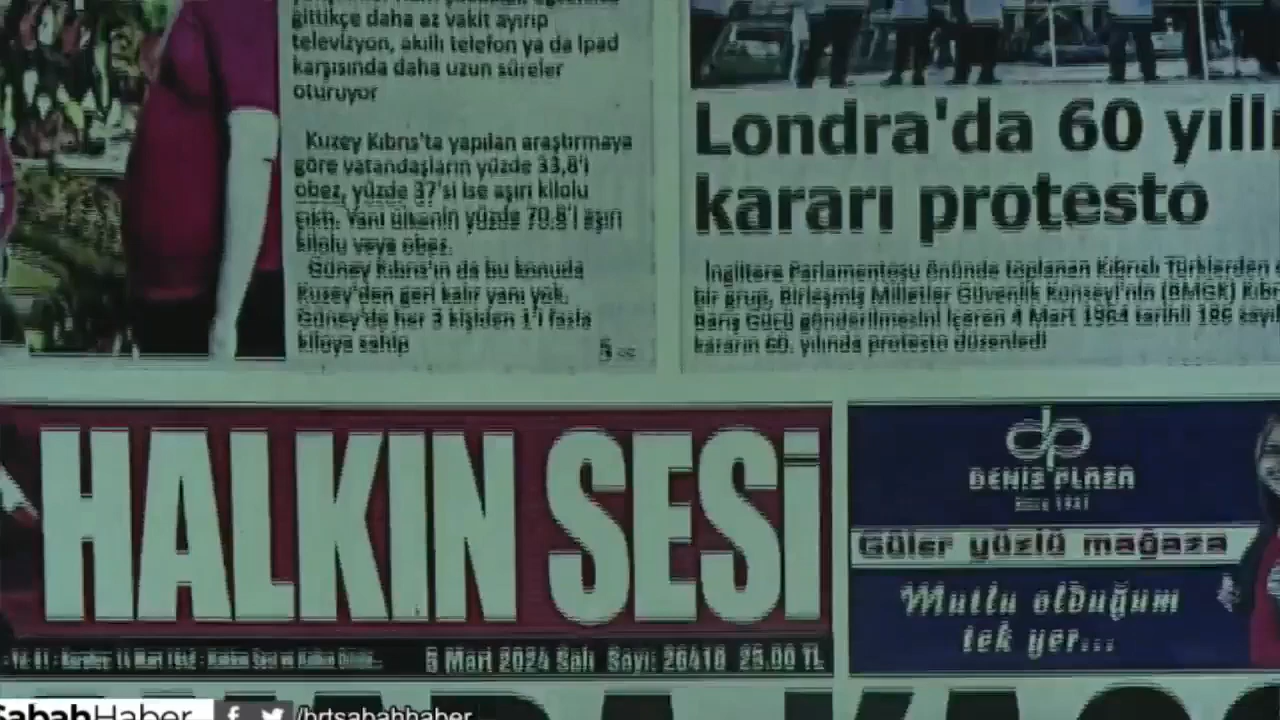 gittikçe daha az vakit ayırıp
televizyon, akıllı telefon ya da Ipad
karşısında daha uzun süreler
oturuyor
Kuzey Kıbrıs'ta yapılan araştırmaya
göre vatandaşların yüzde 33,8'i
obez, yüzde 37'si ise aşırı kilolu
çıktı. Yani ülkenin yüzde 70.8'i aşırı
kilolu veya obez.
Güney Kıbrıs'ın da bu konuda
Kuzey'den geri kalır yanı yok.
Güney'de her 3 kişiden 1'i fazla
kiloya sahip
5
Londra'da 60 yıllı
kararı protesto
İngiltere Parlamentosu önünde toplanan Kıbrıslı Türklerden
bir grup, Birleşmiş Milletler Güvenlik Konseyi'nin (BMGK) Kıbr
Barış Gücü gönderilmesini içeren 4 Mart 1964 tarihli 186 sayıl
kararın 60. yılında protesto düzenledi
HALKIN SESİ
5 Mart 2024 Salı Sayı: 26410 25.00 TL
dp
DENİZ PLAZA
Since 1941
Güler yüzlü mağaza
Mutlu olduğum
tek yer...
SabahHaber f /brtsabahhaber